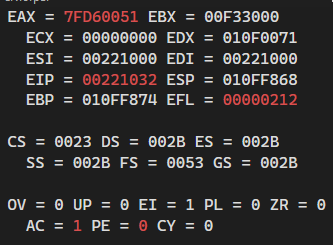 EAX = 7FD60051 EBX = 00F33000
ECX = 00000000 EDX = 010F0071
ESI = 00221000 EDI = 00221000
EIP = 00221032 ESP = 010FF868
EBP = 010FF874 EFL = 00000212
CS = 0023 DS = 002B ES = 002B
SS = 002B FS = 0053 GS = 002B
OV = 0 UP = 0 EI = 1 PL = 0 ZR = 0
AC = 1 PE = 0 CY = 0